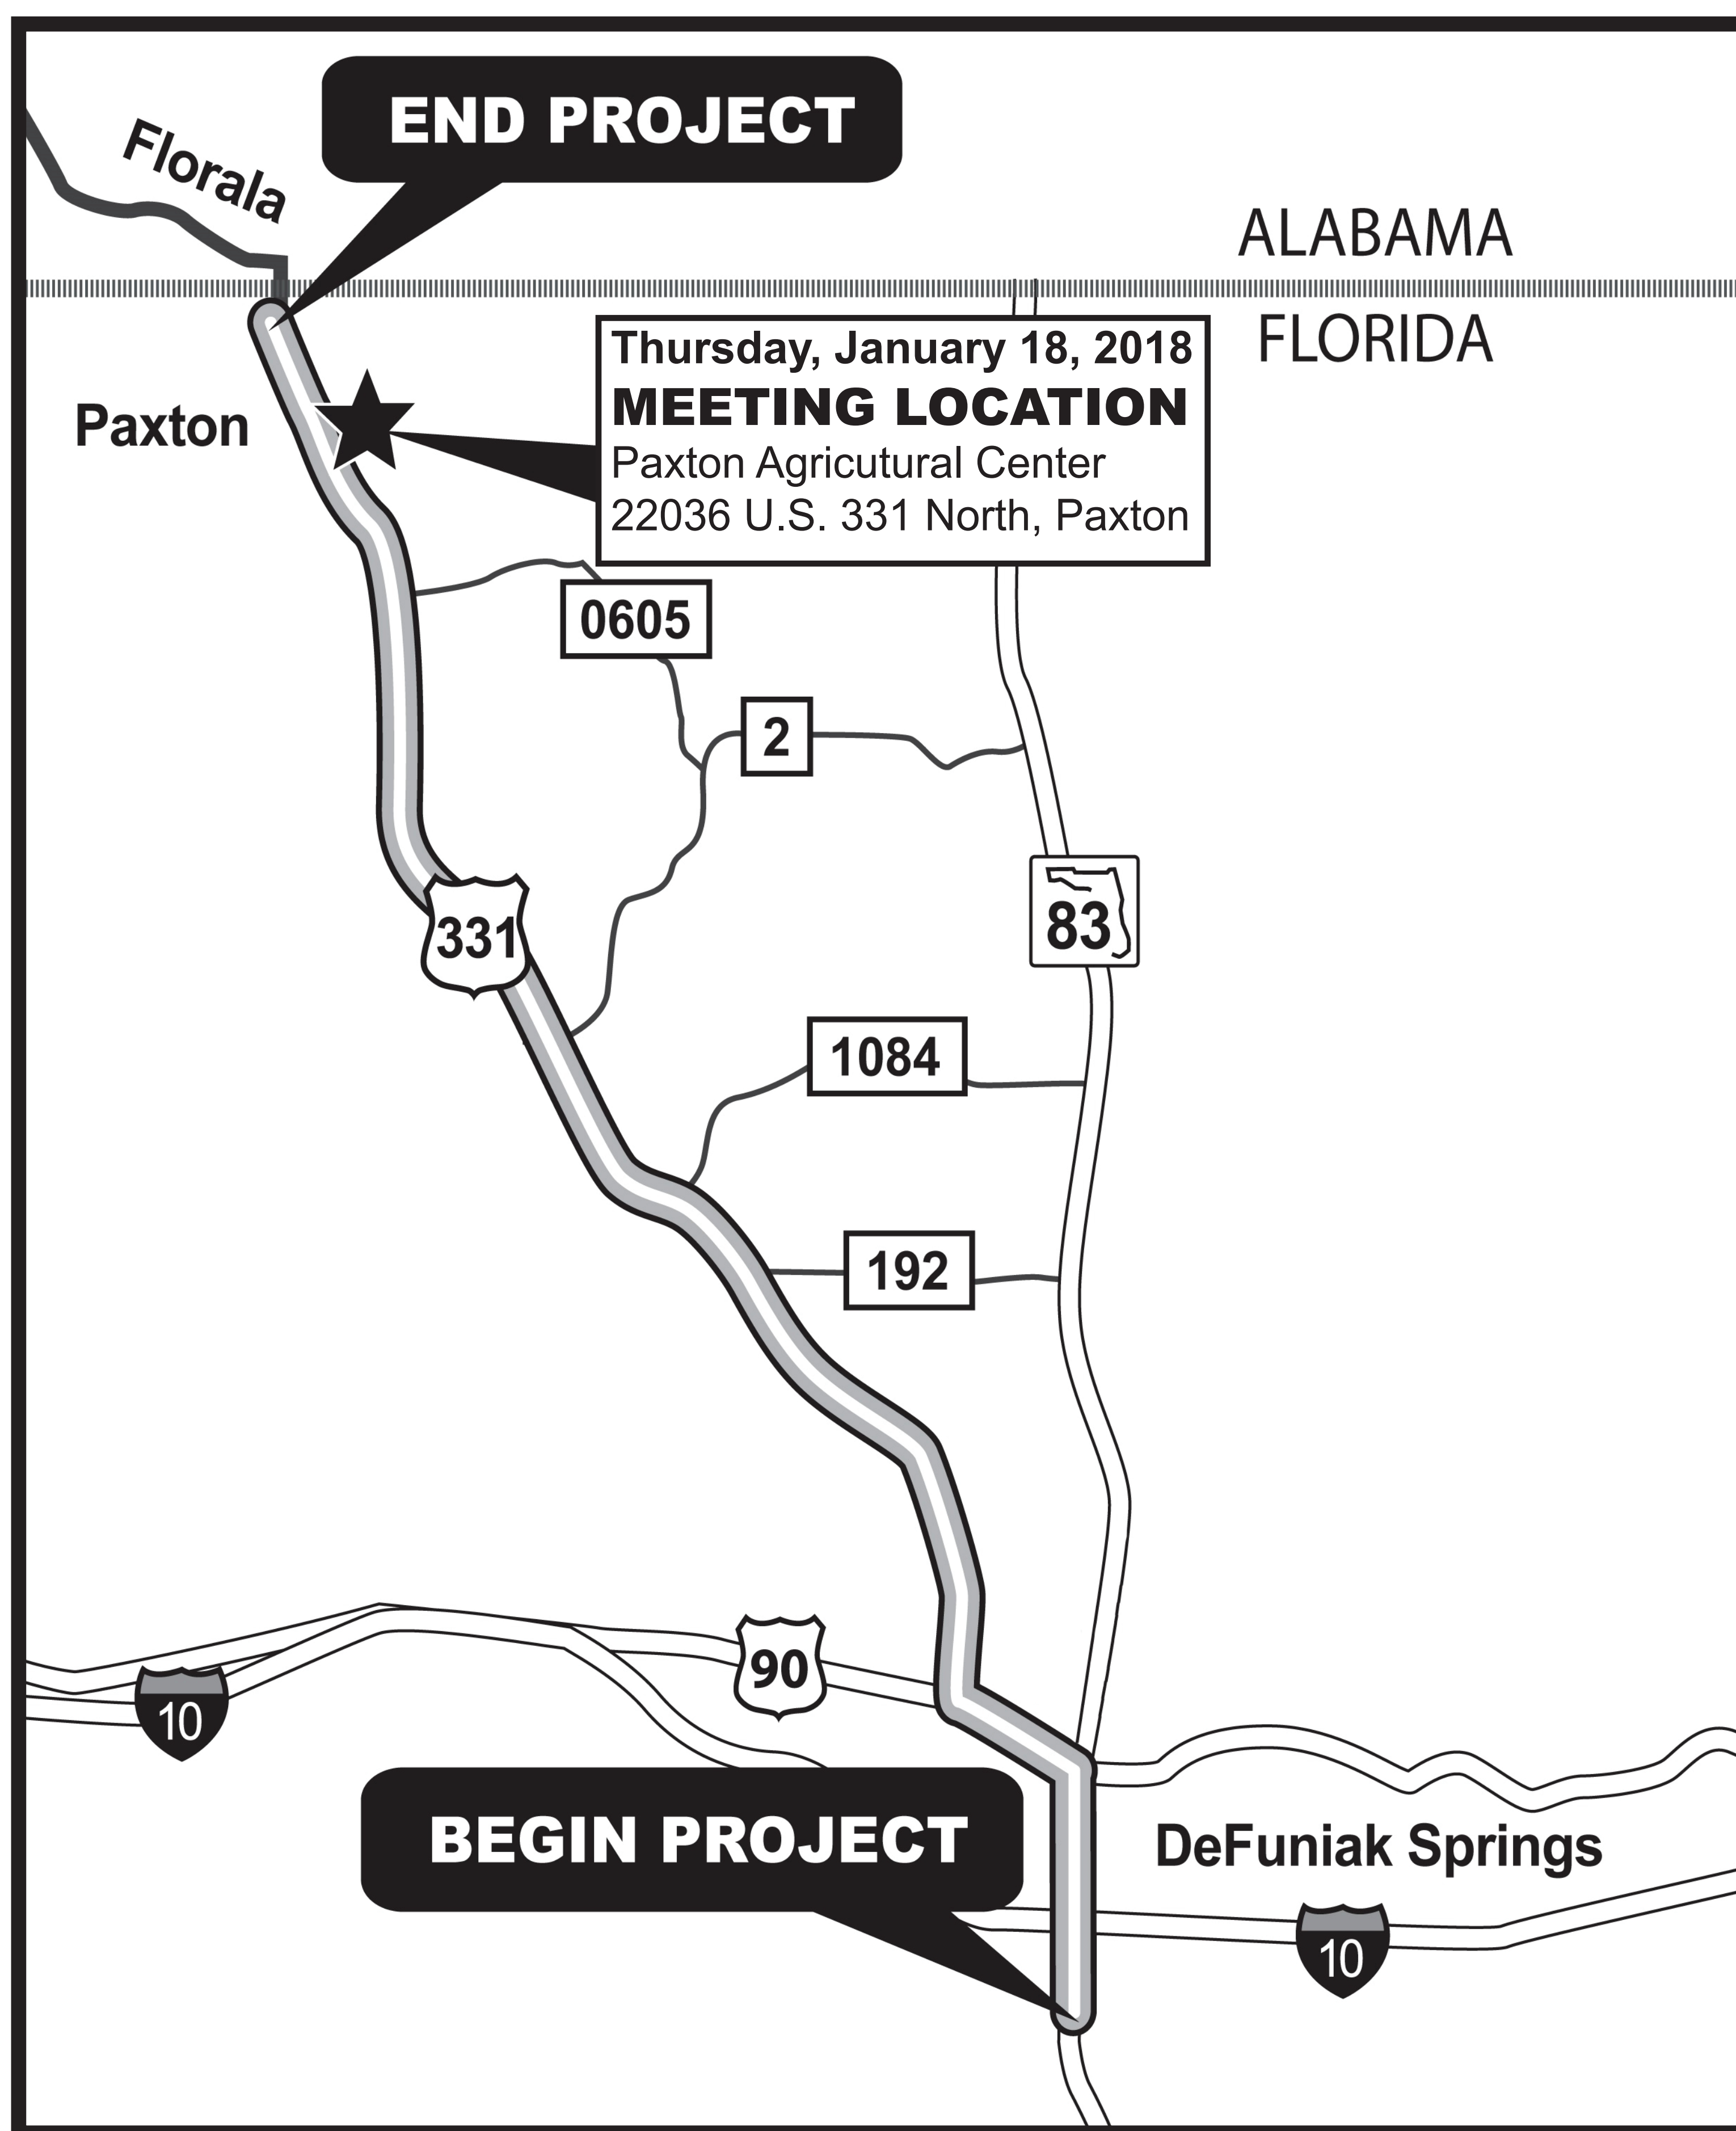 END PROJECT
Florala
ALABAMA
FLORIDA
Thursday, January 18, 2018
MEETING LOCATION
Paxton Agricutural Center
22036 U.S. 331 North, Paxton
Paxton
0605
2
83
331
1084
192
90
10
BEGIN PROJECT
DeFuniak Springs
10